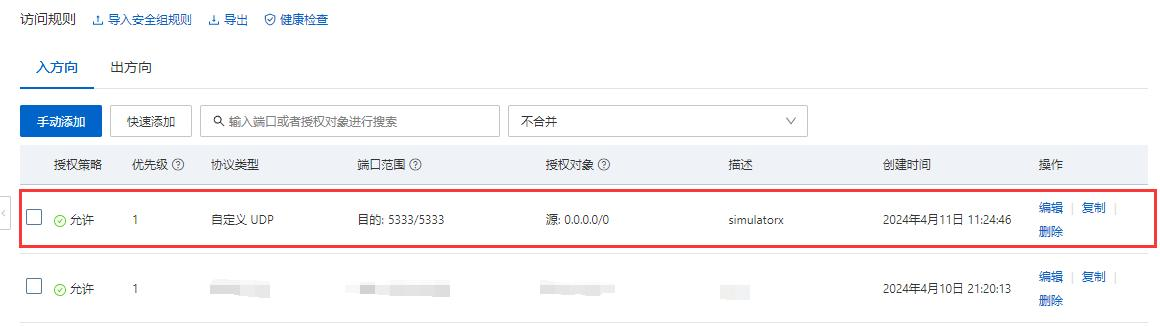 访问规则 导入安全组规则 导出 健康检查
入方向 出方向
手动添加 快速添加 输入端口或者授权对象进行搜索 不合并
授权策略 优先级 协议类型 端口范围 授权对象 描述 创建时间 操作
允许 1 自定义 UDP 目的: 5333/5333 源: 0.0.0.0/0 simulatorx 2024年4月11日 11:24:46 编辑 | 复制 |
删除
允许 1 2024年4月10日 21:20:13 编辑 | 复制 |
删除